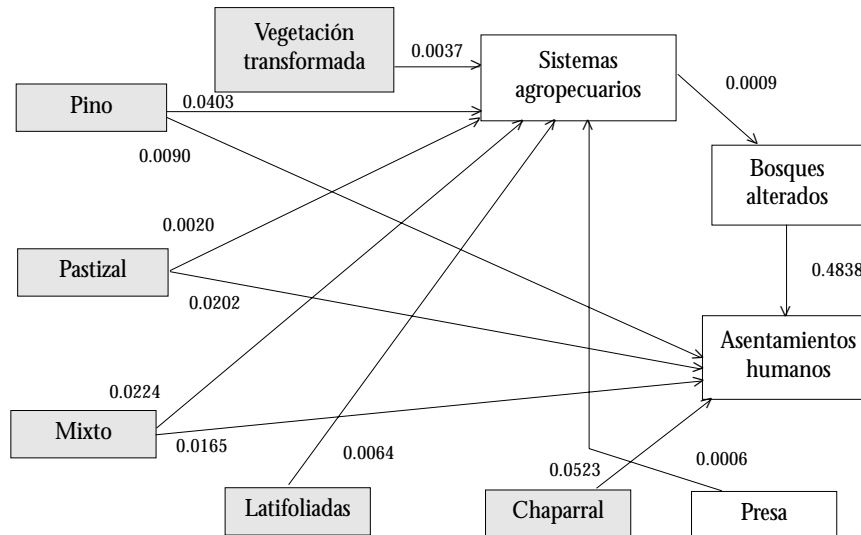 Vegetación
transformada
0.0037
Sistemas
agropecuarios
0.0009
Pino
0.0403
0.0090
Bosques
alterados
0.0020
Pastizal
0.0202
0.4838
Asentamientos
humanos
0.0224
Mixto
0.0165
0.0064
0.0523
0.0006
Latifoliadas
Chaparral
Presa